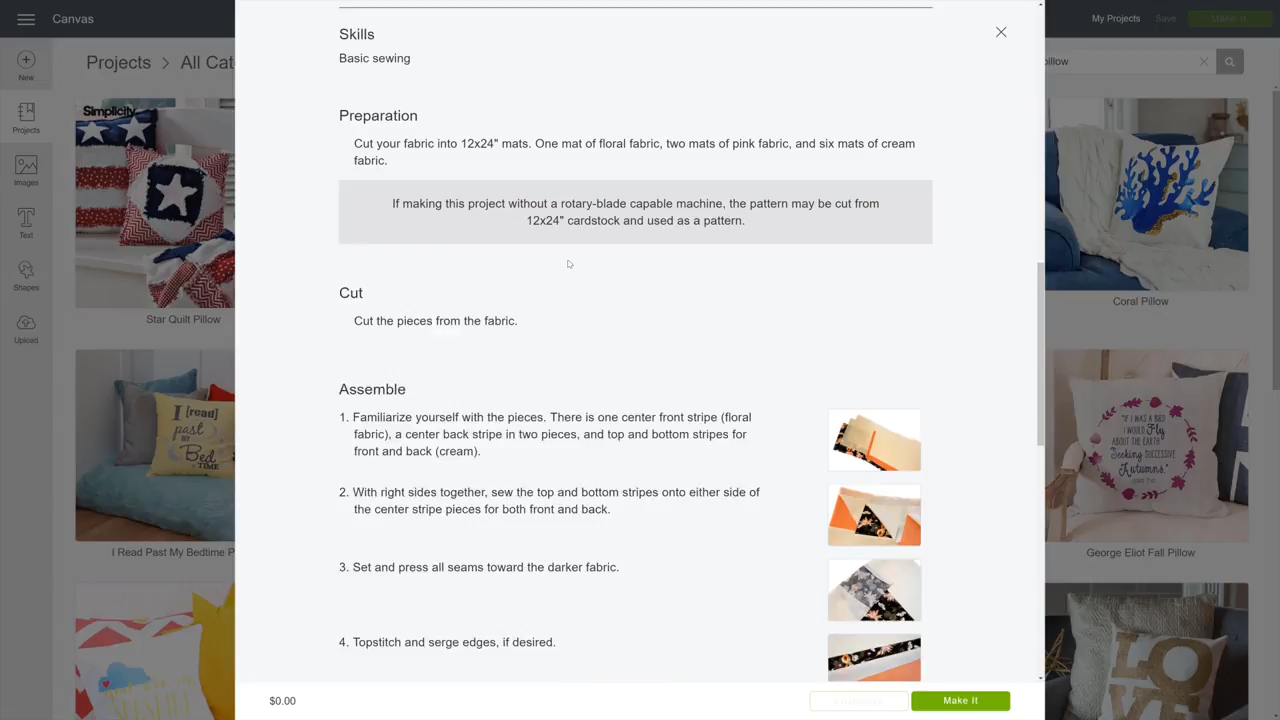 Canvas
My Projects
Save
Make It
New
Projects
Images
Text
Shapes
Upload
Projects > All Cat
illow
Simplicity
Star Quilt Pillow
I [read]
past
my
Bed
TIME
I Read Past My Bedtime P
Coral Pillow
"IF I WAS A BIRD
I WOULD Fly
ABOUT THE EARTH
Seeking SUCCESSIVE
Autumns."
George Eliot Fall Pillow
LO
Skills
Basic sewing
Preparation
Cut your fabric into 12x24" mats. One mat of floral fabric, two mats of pink fabric, and six mats of cream
fabric.
If making this project without a rotary-blade capable machine, the pattern may be cut from
12x24" cardstock and used as a pattern.
Cut
Cut the pieces from the fabric.
Assemble
1. Familiarize yourself with the pieces. There is one center front stripe (floral
fabric), a center back stripe in two pieces, and top and bottom stripes for
front and back (cream).
2. With right sides together, sew the top and bottom stripes onto either side of
the center stripe pieces for both front and back.
3. Set and press all seams toward the darker fabric.
4. Topstitch and serge edges, if desired.
$0.00
Make It